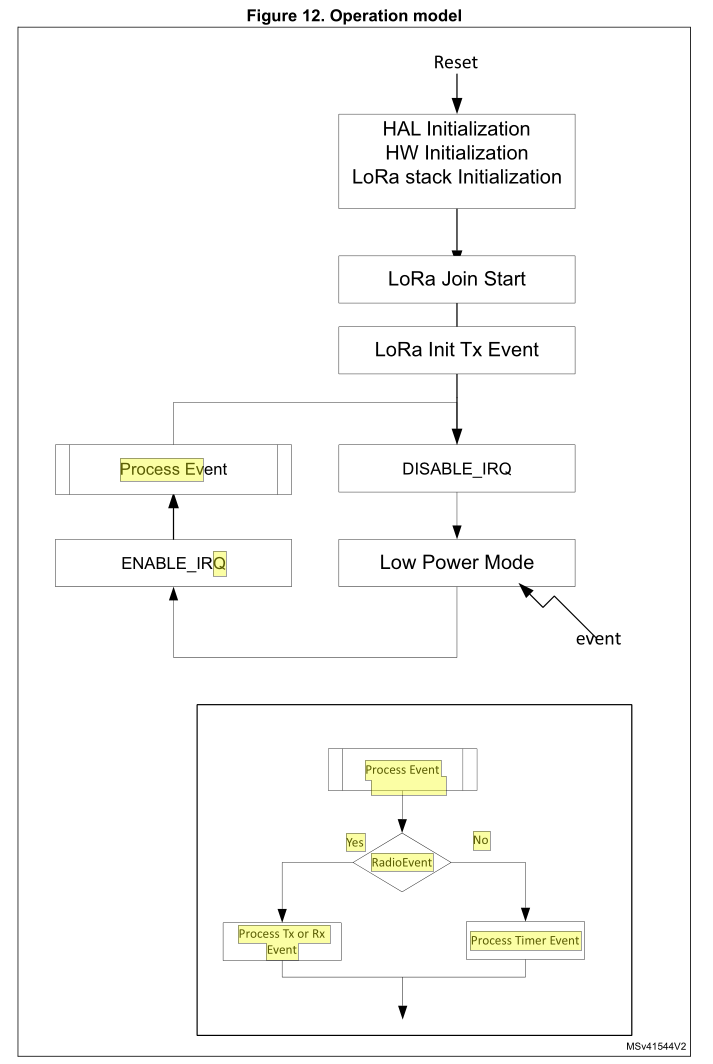 Figure 12. Operation model
Reset
HAL Initialization
HW Initialization
LoRa stack Initialization
LoRa Join Start
LoRa Init Tx Event
Process Event
DISABLE_IRQ
ENABLE_IRQ
Low Power Mode
event
Process Event
Yes
No
RadioEvent
Process Tx or Rx
Event
Process Timer Event
MSv41544V2